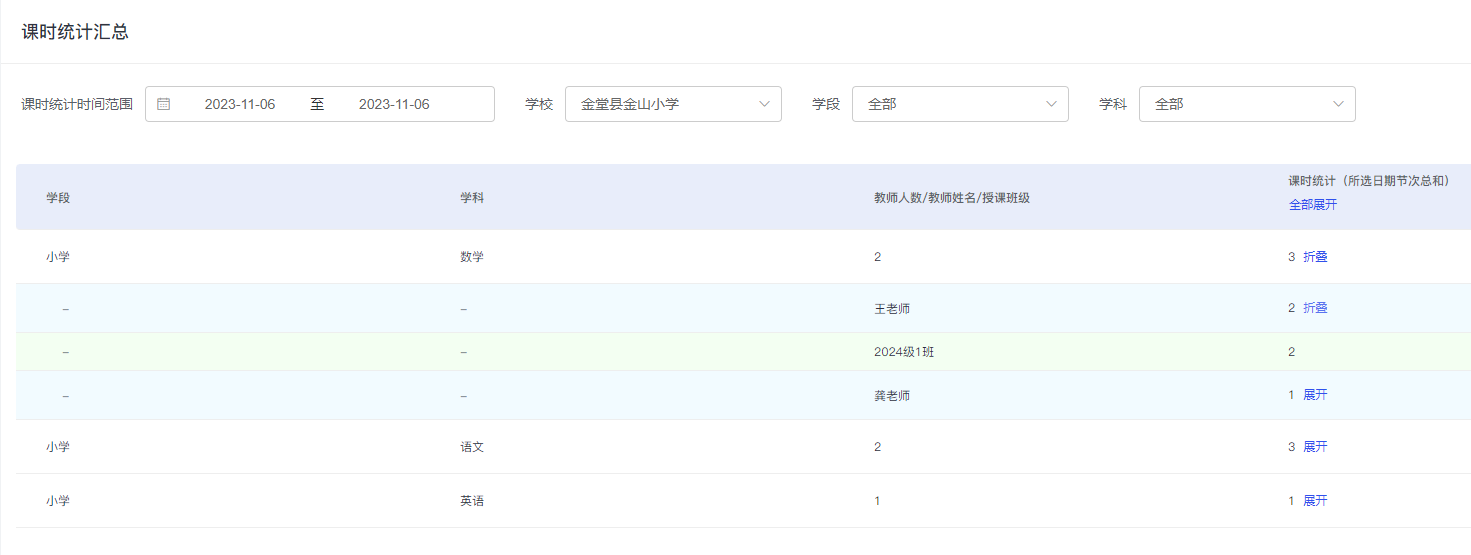 课时统计汇总
课时统计时间范围 2023-11-06 至 2023-11-06 学校 金堂县金山小学 学段 全部 学科 全部
学段 学科 教师人数/教师姓名/授课班级 课时统计（所选日期节次总和）
全部展开
小学 数学 2 3 折叠
– – 王老师 2 折叠
– – 2024级1班 2
– – 龚老师 1 展开
小学 语文 2 3 展开
小学 英语 1 1 展开